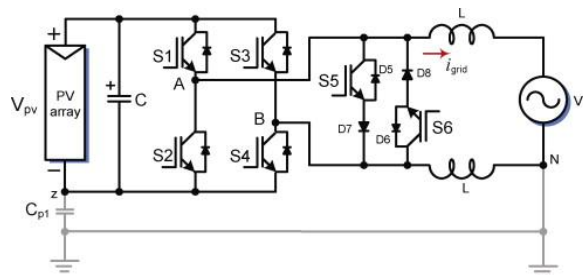 S1
S3
L
A
S5
D5
D8
i_grid
+
PV
array
V_pv
+
C
B
D7
D6
S6
V
S2
S4
L
N
−
z
C_p1